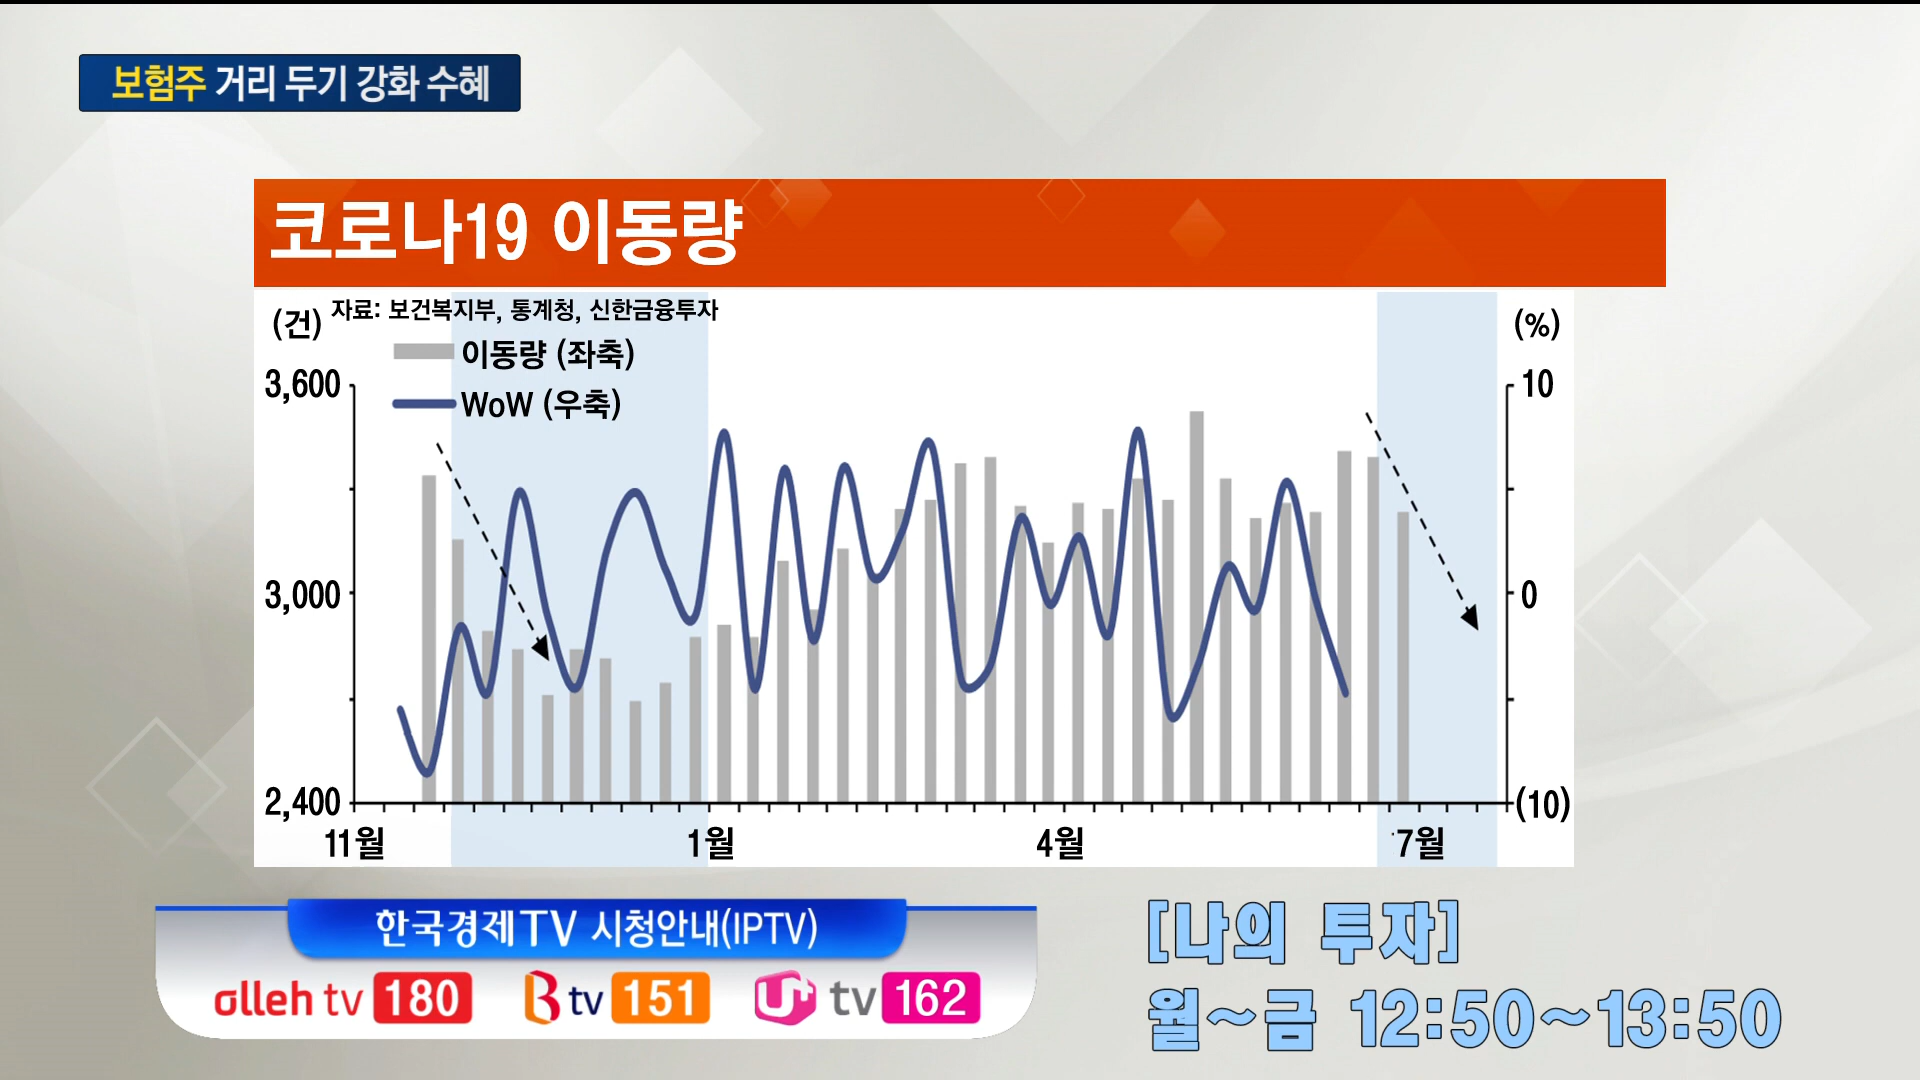 보험주 거리 두기 강화 수혜
코로나19 이동량
(건) 자료: 보건복지부, 통계청, 신한금융투자 (%)
이동량 (좌축)
WoW (우축)
3,600 10
3,000 0
2,400 (10)
11월 1월 4월 7월
한국경제TV 시청안내(IPTV)
olleh tv 180 B tv 151 U+ tv 162
[나의 투자]
월~금 12:50~13:50